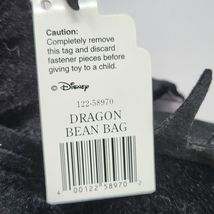 Caution:
Completely remove
this tag and discard
fastener pieces before
giving toy to a child.
© Disney
122-58970
DRAGON
BEAN BAG
4 00122 58970 2